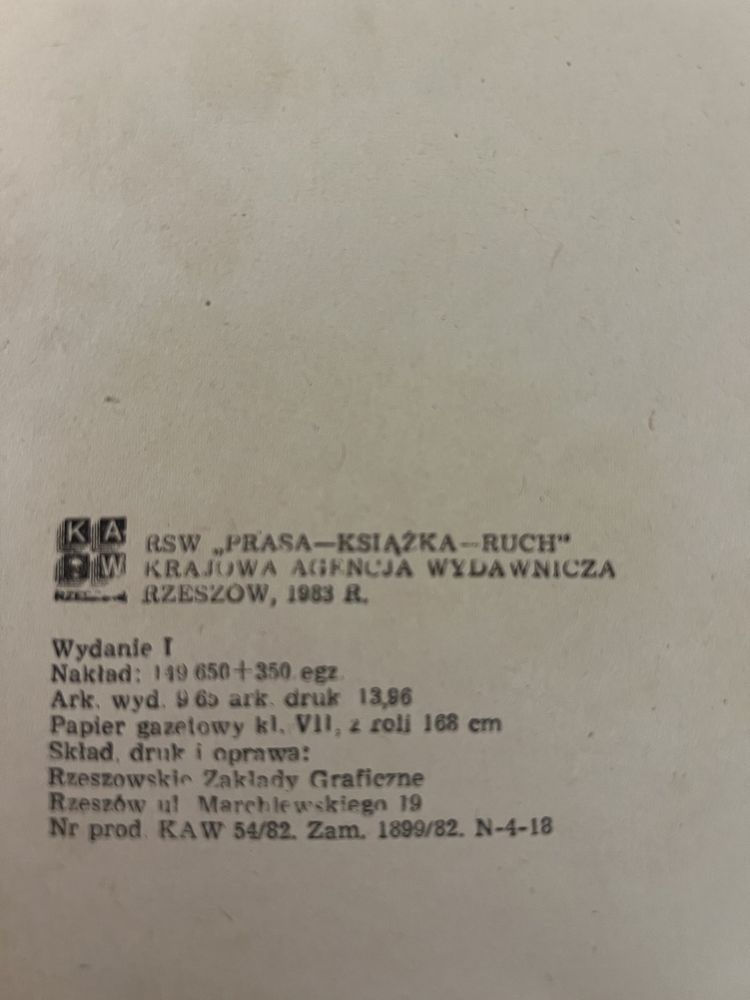 K A
RSW „PRASA—KSIĄŻKA—RUCH"
W
KRAJOWA AGENCJA WYDAWNICZA
RZESZÓW, 1983 R.
Wydanie I
Nakład: 149 650+350 egz
Ark. wyd. 9 65 ark. druk 13,96
Papier gazetowy kl. VII, z roli 168 cm
Skład, druk i oprawa:
Rzeszowskie Zakłady Graficzne
Rzeszów ul. Marchlewskiego 19
Nr prod. KAW 54/82. Zam. 1899/82. N-4-18